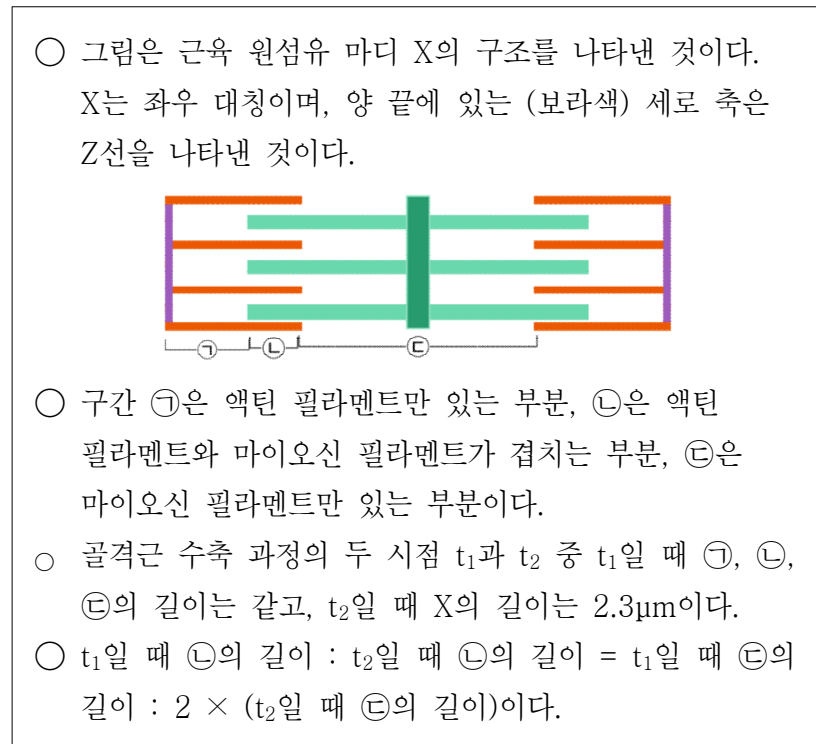 ◯ 그림은 근육 원섬유 마디 X의 구조를 나타낸 것이다.
X는 좌우 대칭이며, 양 끝에 있는 (보라색) 세로 축은
Z선을 나타낸 것이다.
㉠ ㉡ ㉢
◯ 구간 ㉠은 액틴 필라멘트만 있는 부분, ㉡은 액틴
필라멘트와 마이오신 필라멘트가 겹치는 부분, ㉢은
마이오신 필라멘트만 있는 부분이다.
○ 골격근 수축 과정의 두 시점 t₁과 t₂ 중 t₁일 때 ㉠, ㉡,
㉢의 길이는 같고, t₂일 때 X의 길이는 2.3μm이다.
◯ t₁일 때 ㉡의 길이 : t₂일 때 ㉡의 길이 = t₁일 때 ㉢의
길이 : 2 × (t₂일 때 ㉢의 길이)이다.